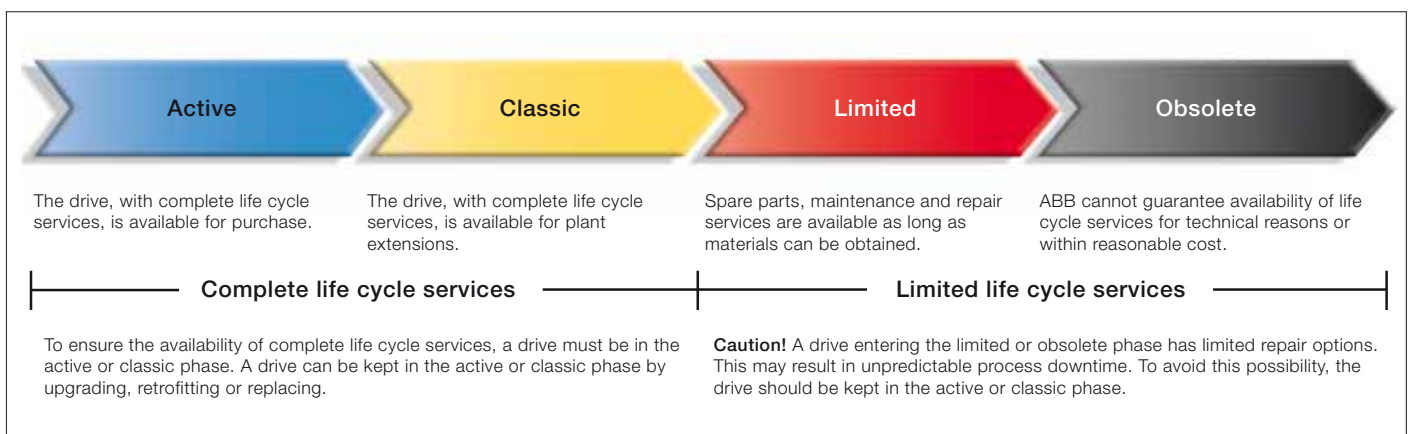 Active
Classic
Limited
Obsolete
The drive, with complete life cycle
services, is available for purchase.
The drive, with complete life cycle
services, is available for plant
extensions.
Spare parts, maintenance and repair
services are available as long as
materials can be obtained.
ABB cannot guarantee availability of life
cycle services for technical reasons or
within reasonable cost.
Complete life cycle services
Limited life cycle services
To ensure the availability of complete life cycle services, a drive must be in the
active or classic phase. A drive can be kept in the active or classic phase by
upgrading, retrofitting or replacing.
Caution! A drive entering the limited or obsolete phase has limited repair options.
This may result in unpredictable process downtime. To avoid this possibility, the
drive should be kept in the active or classic phase.